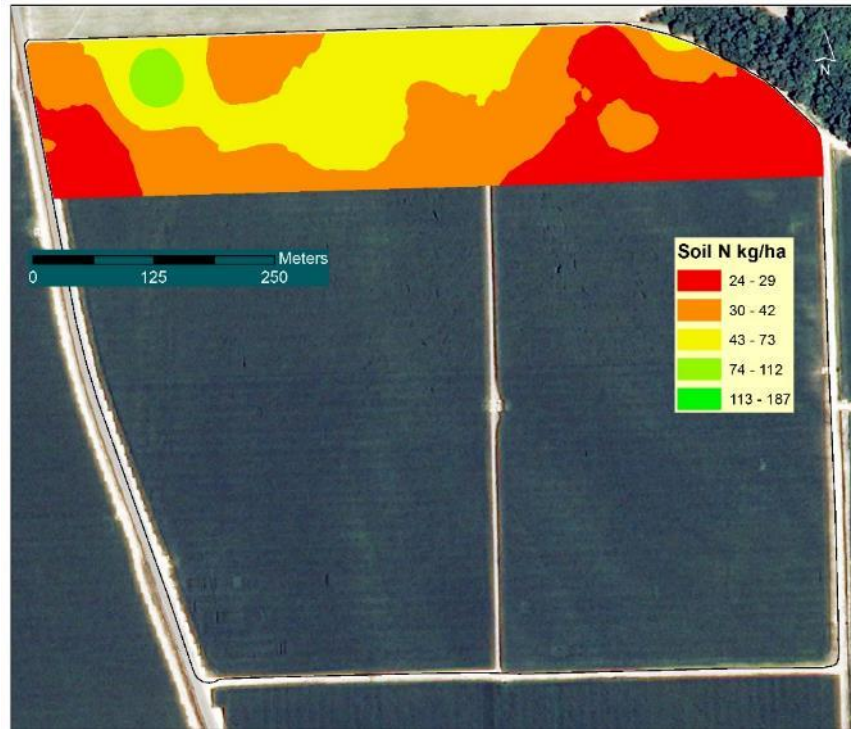 N
Meters
0 125 250
Soil N kg/ha
24 - 29
30 - 42
43 - 73
74 - 112
113 - 187